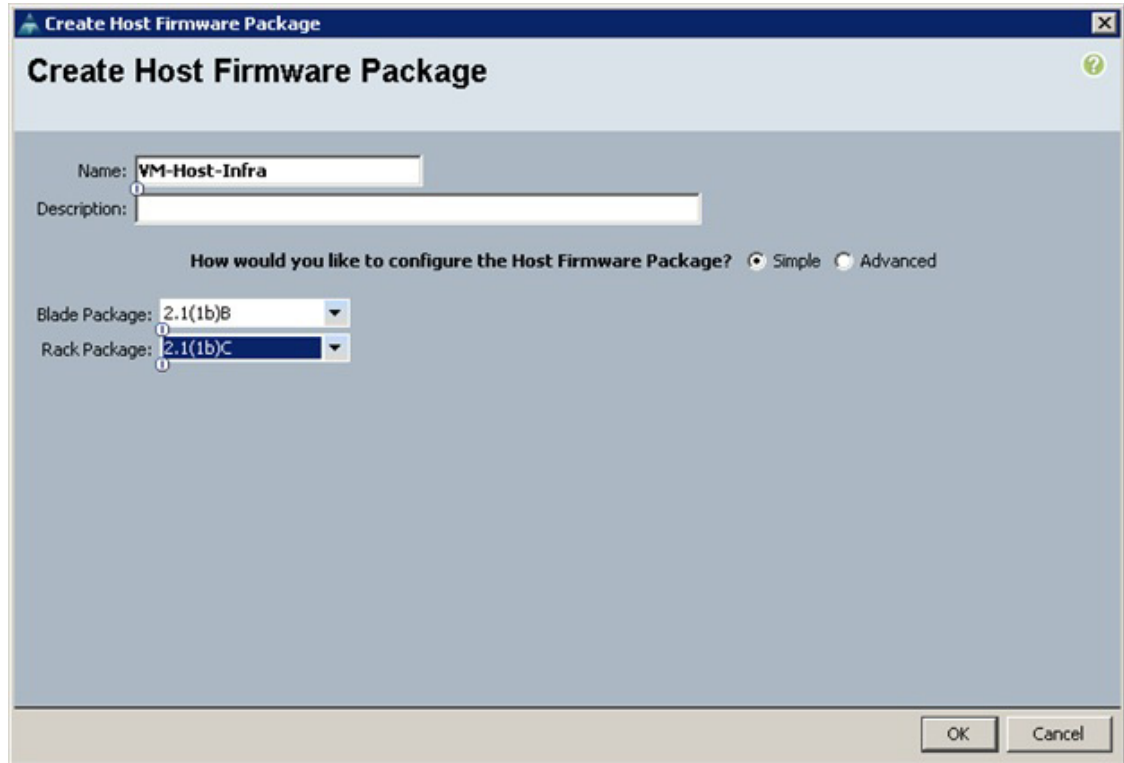 Create Host Firmware Package
Create Host Firmware Package
Name: VM-Host-Infra
Description:
How would you like to configure the Host Firmware Package? Simple Advanced
Blade Package: 2.1(1b)B
Rack Package: 2.1(1b)C
OK Cancel